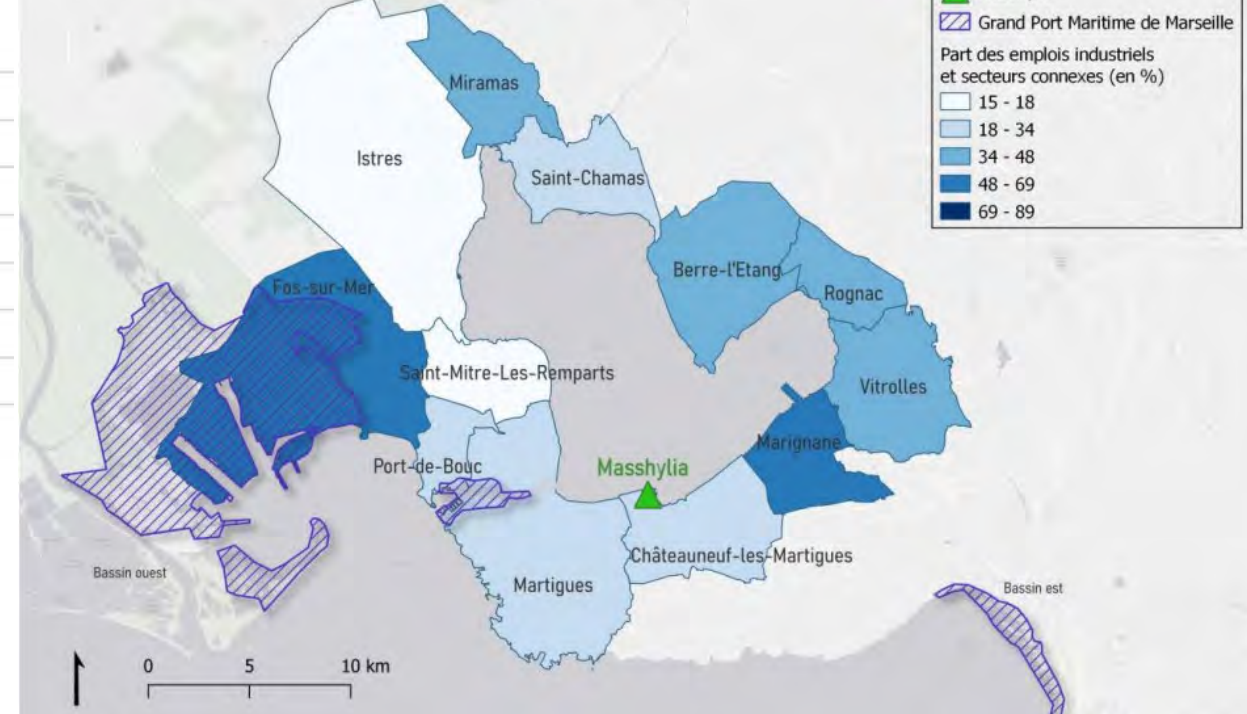 Grand Port Maritime de Marseille
Part des emplois industriels
et secteurs connexes (en %)
15 - 18
18 - 34
34 - 48
48 - 69
69 - 89
Miramas
Istres
Saint-Chamas
Berre-l'Etang
Fos-sur-Mer
Rognac
Saint-Mitre-Les-Remparts
Vitrolles
Marignane
Port-de-Bouc
Masshylia
Châteauneuf-les-Martigues
Bassin ouest
Martigues
Bassin est
0 5 10 km